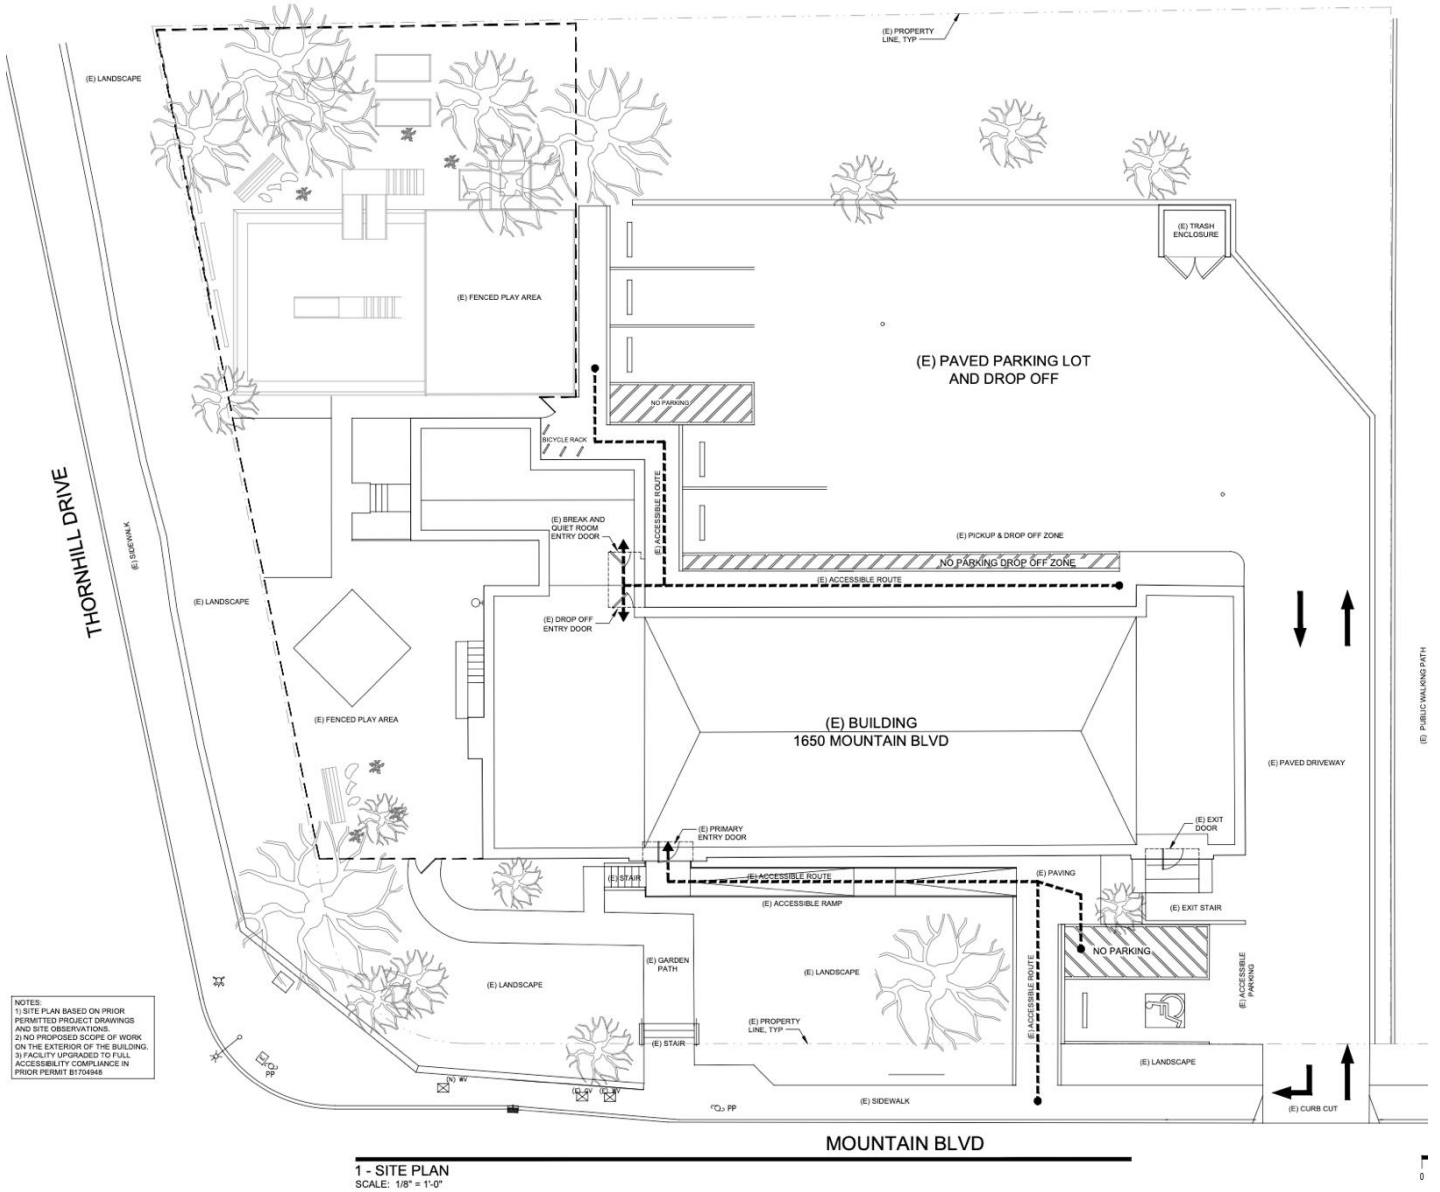 (E) PROPERTY
LINE, TYP
(E) LANDSCAPE
(E) TRASH
ENCLOSURE
(E) FENCED PLAY AREA
(E) PAVED PARKING LOT
AND DROP OFF
NO PARKING
BICYCLE RACK
THORNHILL DRIVE
(E) SIDEWALK
(E) ACCESSIBLE ROUTE
(E) BREAK AND
QUIET ROOM
ENTRY DOOR
(E) PICKUP & DROP OFF ZONE
NO PARKING DROP OFF ZONE
(E) ACCESSIBLE ROUTE
(E) LANDSCAPE
(E) DROP OFF
ENTRY DOOR
(E) FENCED PLAY AREA
(E) BUILDING
1650 MOUNTAIN BLVD
(E) PUBLIC WALKING PATH
(E) PAVED DRIVEWAY
(E) PRIMARY
ENTRY DOOR
(E) EXIT
DOOR
(E) STAIR
(E) ACCESSIBLE ROUTE
(E) PAVING
(E) ACCESSIBLE RAMP
(E) EXIT STAIR
NO PARKING
(E) GARDEN
PATH
(E) LANDSCAPE
(E) LANDSCAPE
(E) ACCESSIBLE ROUTE
(E) ACCESSIBLE
PARKING
NOTES:
1) SITE PLAN BASED ON PRIOR
PERMITTED PROJECT DRAWINGS
AND SITE OBSERVATIONS.
2) NO PROPOSED SCOPE OF WORK
ON THE EXTERIOR OF THE BUILDING.
3) FACILITY UPGRADED TO FULL
ACCESSIBILITY COMPLIANCE IN
PRIOR PERMIT B1704948
(E) PROPERTY
LINE, TYP
(E) STAIR
(E) LANDSCAPE
PP
(N) WV
(E) GV
(E) WV
PP
(E) SIDEWALK
(E) CURB CUT
MOUNTAIN BLVD
1 - SITE PLAN
SCALE: 1/8" = 1'-0"
0